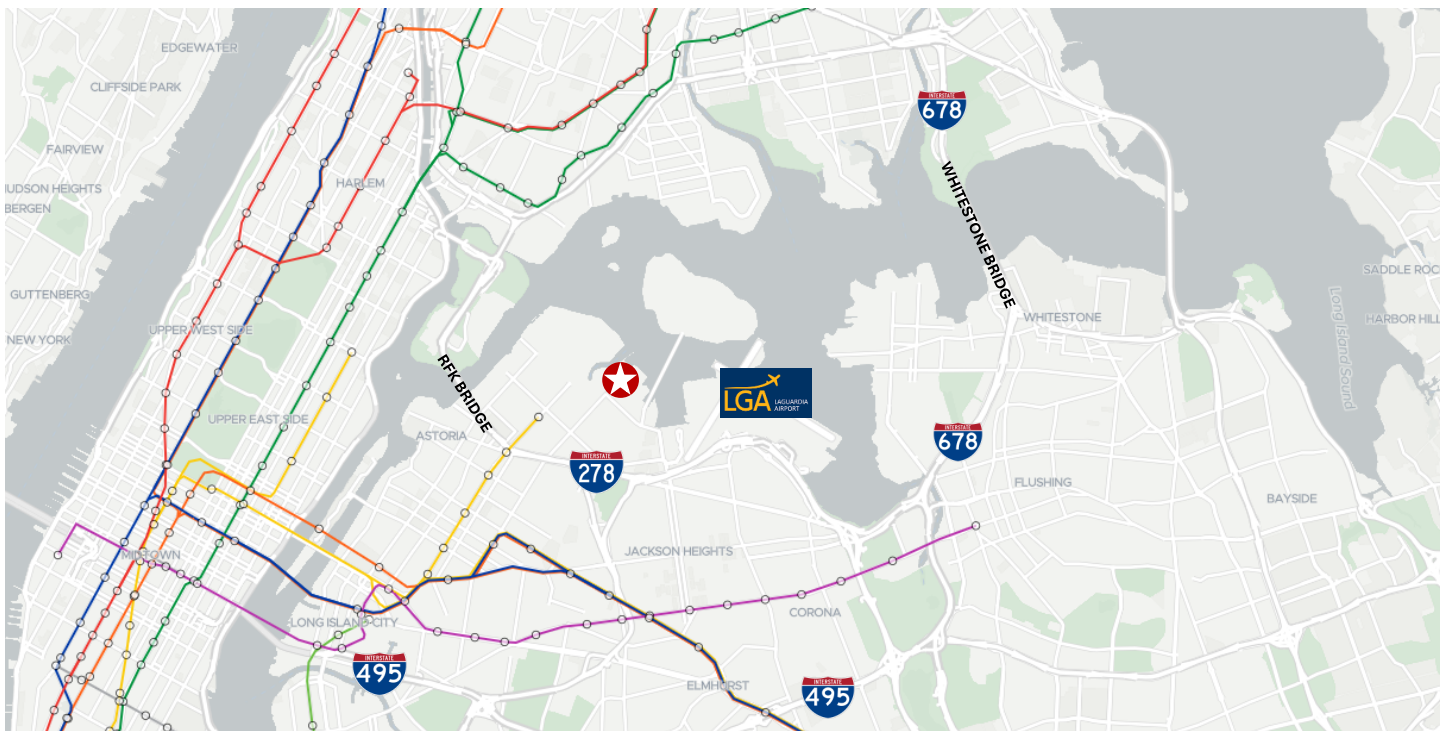 EDGEWATER
CLIFFSIDE PARK
INTERSTATE
678
FAIRVIEW
HARLEM
UDSON HEIGHTS
BERGEN
WHITESTONE BRIDGE
SADDLE ROC
GUTTENBERG
Long Island Sound
UPPER WEST SIDE
WHITESTONE
HARBOR HILL
NEW YORK
RFK BRIDGE
LGA LAGUARDIA
AIRPORT
UPPER EAST SIDE
ASTORIA
INTERSTATE
678
INTERSTATE
278
FLUSHING
BAYSIDE
MIDTOWN
JACKSON HEIGHTS
CORONA
LONG ISLAND CITY
INTERSTATE
495
ELMHURST
INTERSTATE
495